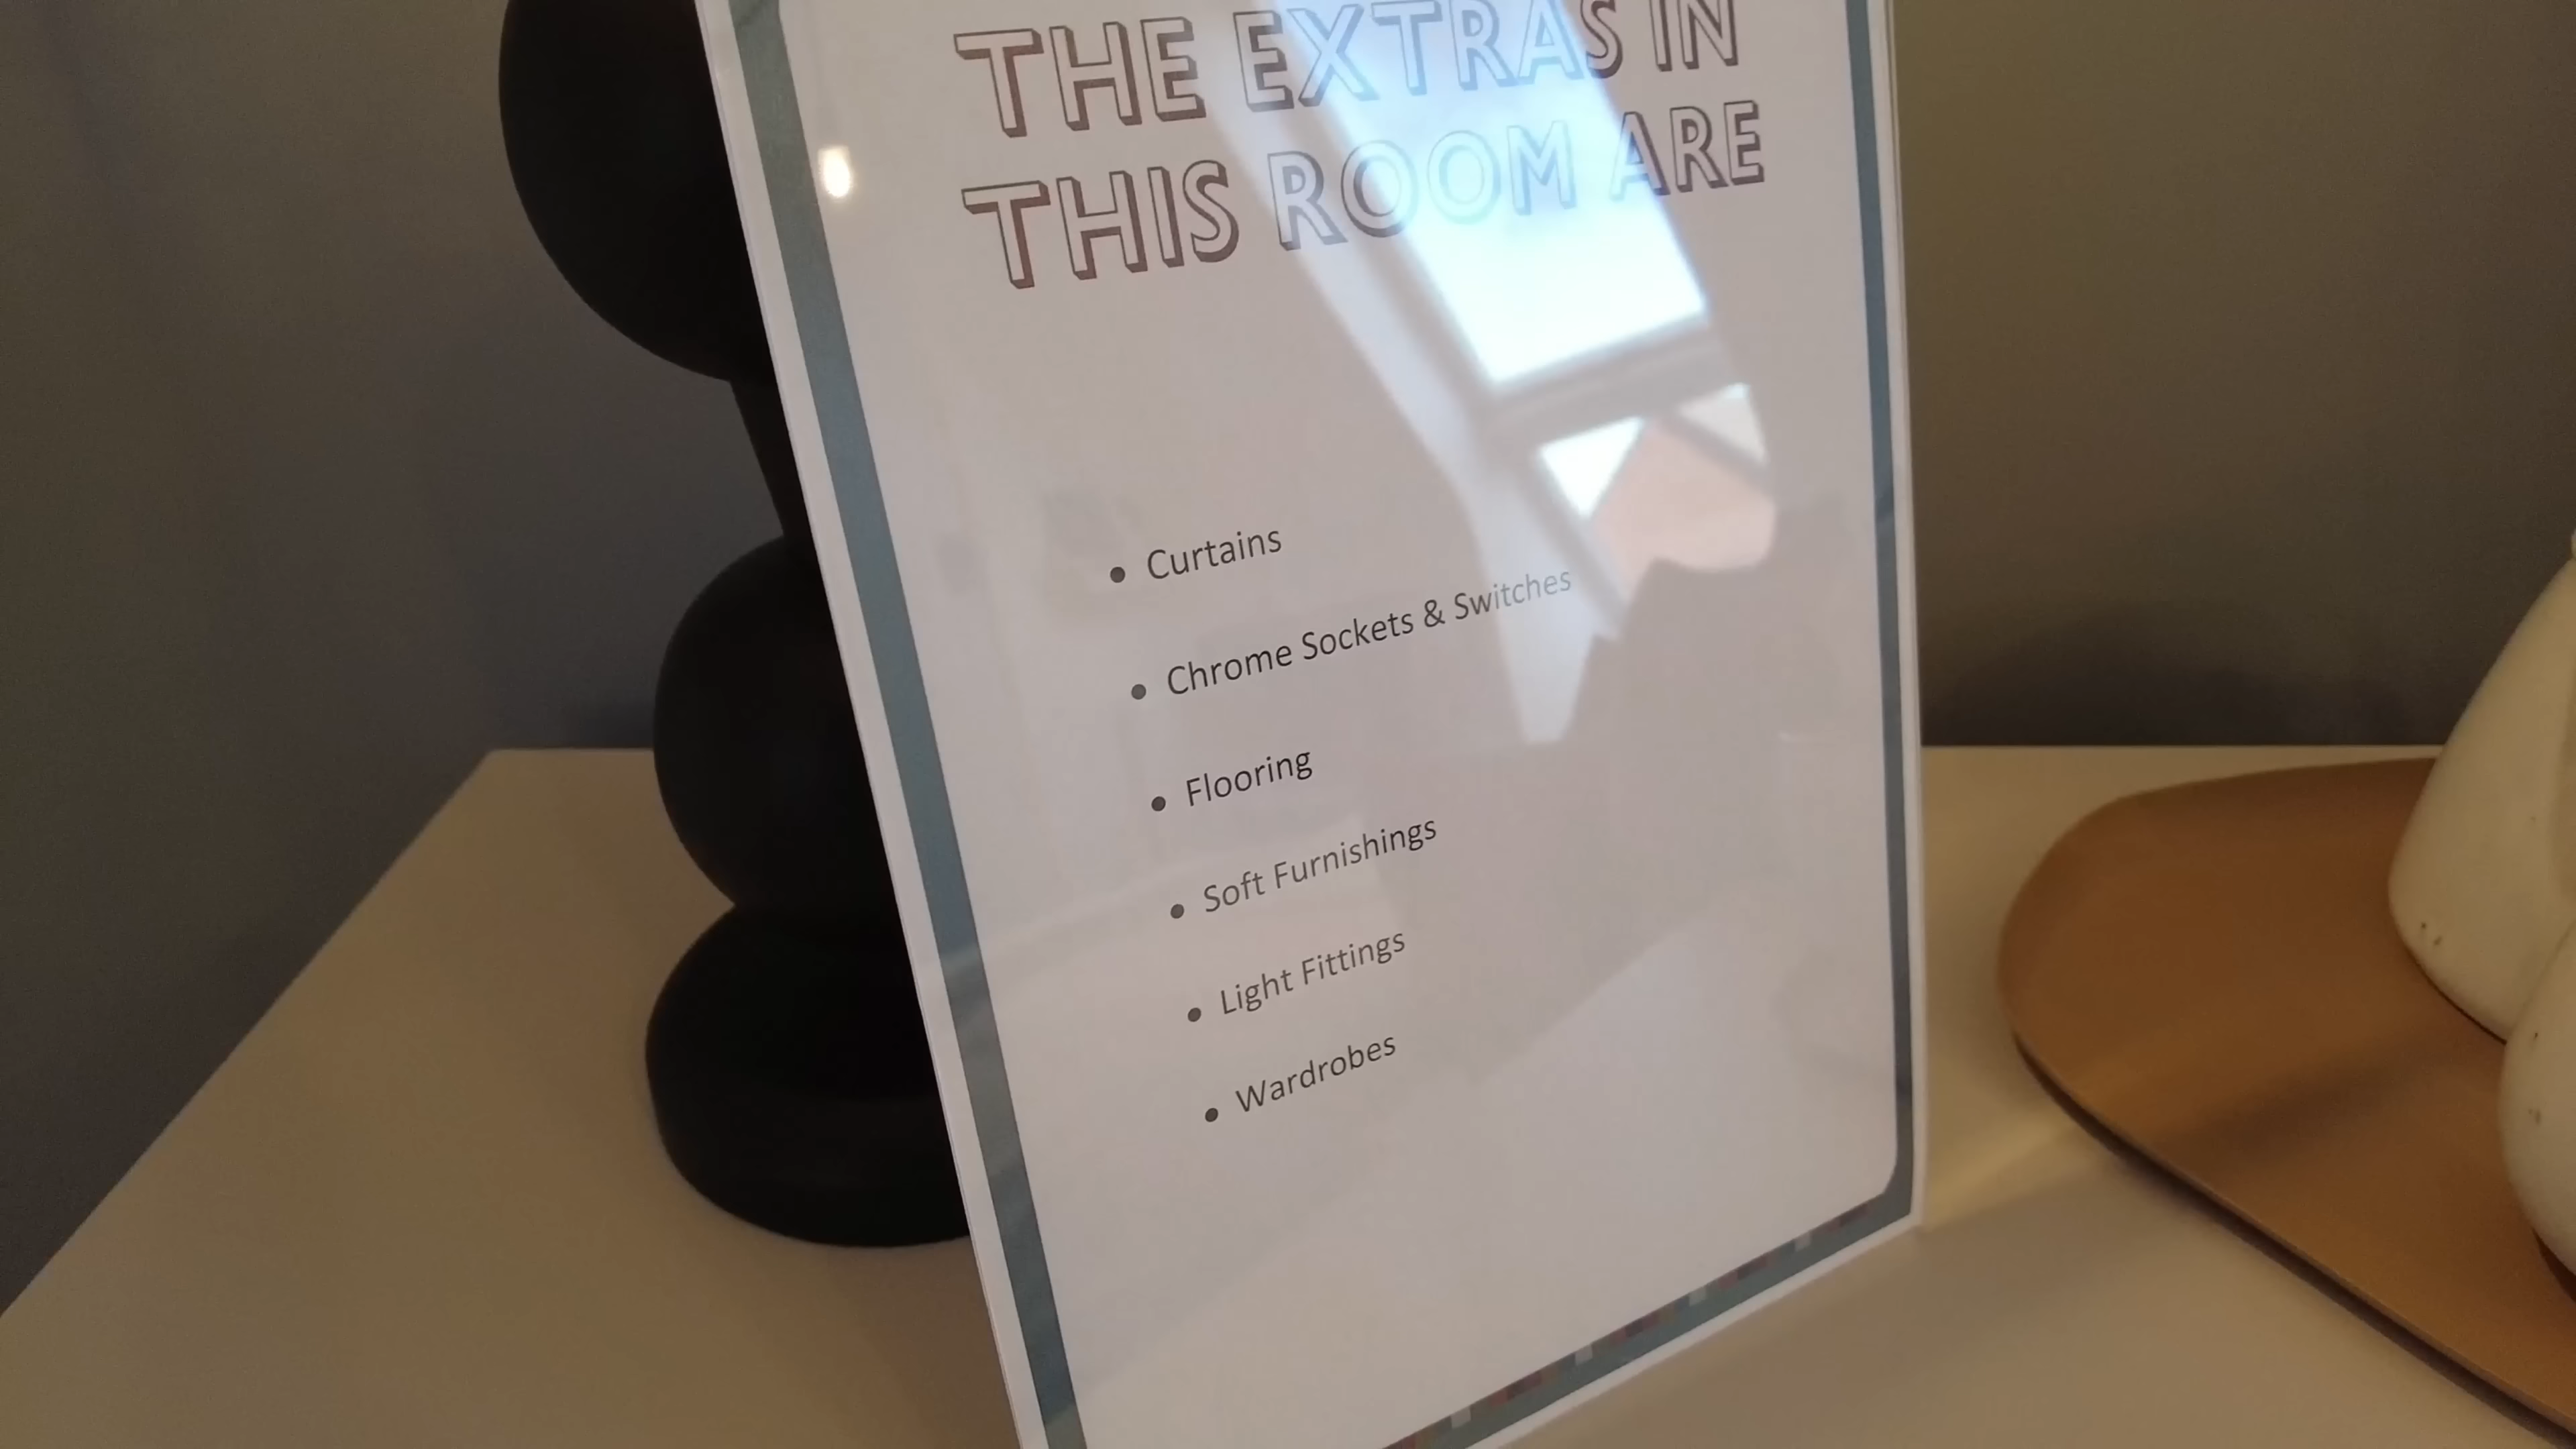 THE EXTRAS IN
THIS ROOM ARE
• Curtains
• Chrome Sockets & Switches
• Flooring
• Soft Furnishings
• Light Fittings
• Wardrobes